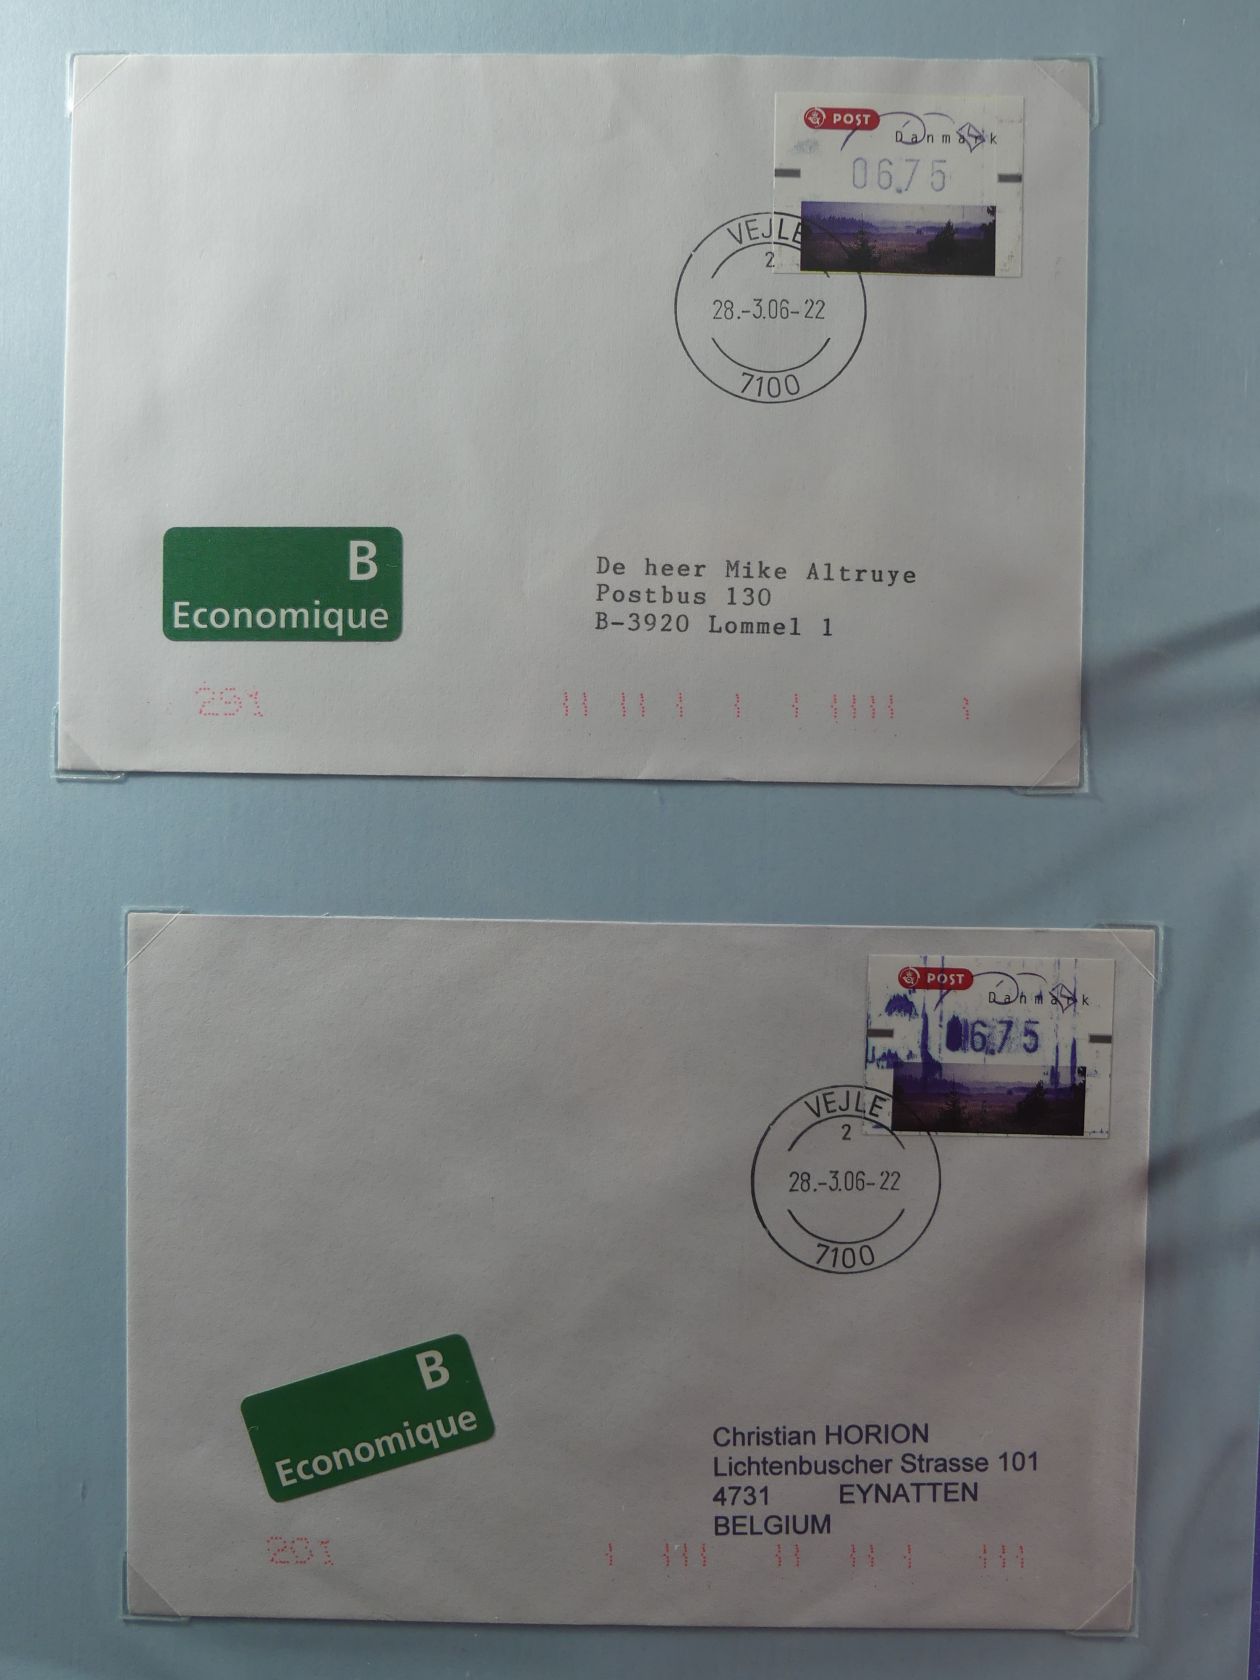 POST
Danmark
06.75
VEJLE
2
28.-3.06-22
7100
B
Economique
De heer Mike Altruye
Postbus 130
B-3920 Lommel 1
291
POST
Danmark
06.75
VEJLE
2
28.-3.06-22
7100
B
Economique
Christian HORION
Lichtenbuscher Strasse 101
4731 EYNATTEN
BELGIUM
201